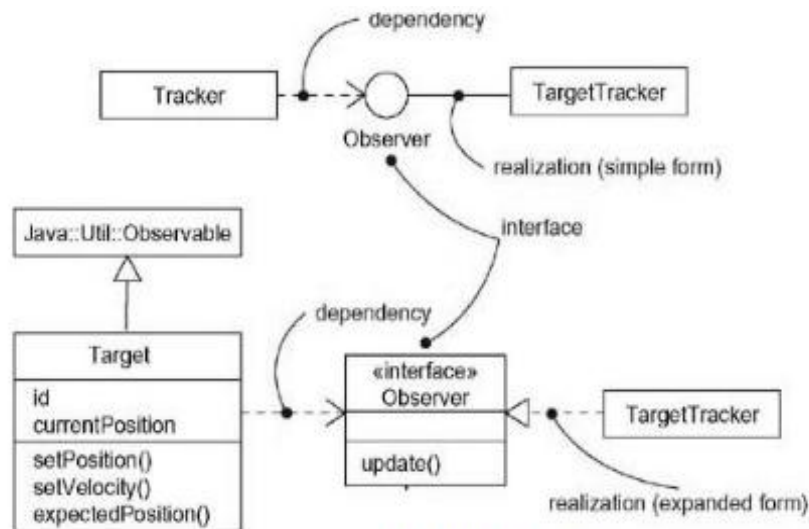 dependency
Tracker
TargetTracker
Observer
realization (simple form)
Java::Util::Observable
interface
dependency
Target
«interface»
Observer
TargetTracker
id
currentPosition
update()
setPosition()
setVelocity()
expectedPosition()
realization (expanded form)